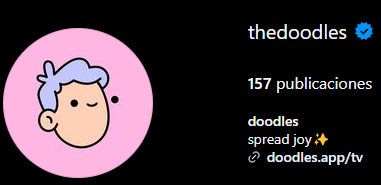 thedoodles
157 publicaciones
doodles
spread joy✨
doodles.app/tv